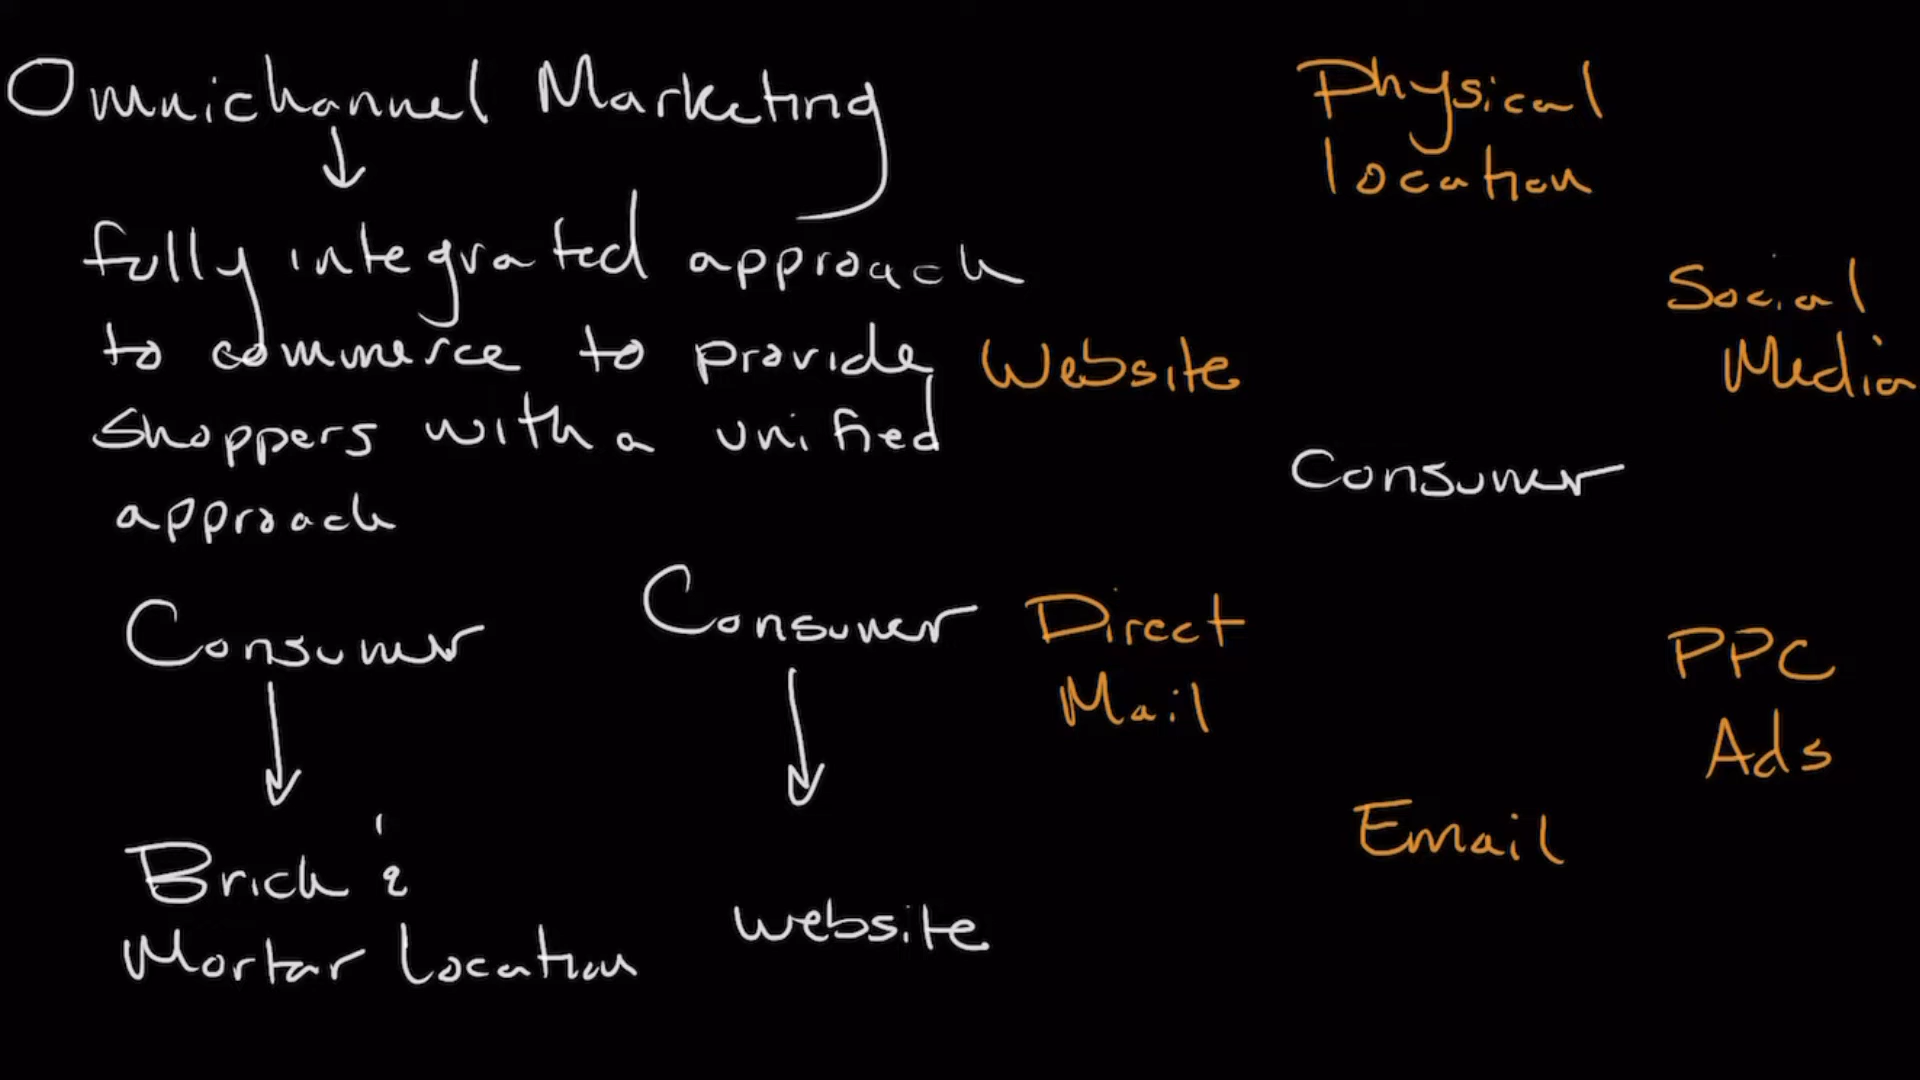 Omnichannel Marketing
fully integrated approach
to commerce to provide
shoppers with a unified
approach
Consumer
Brick &
Mortar Location
Consumer
website
Physical
location
Website
Social
Media
Consumer
Direct
Mail
PPC
Ads
Email